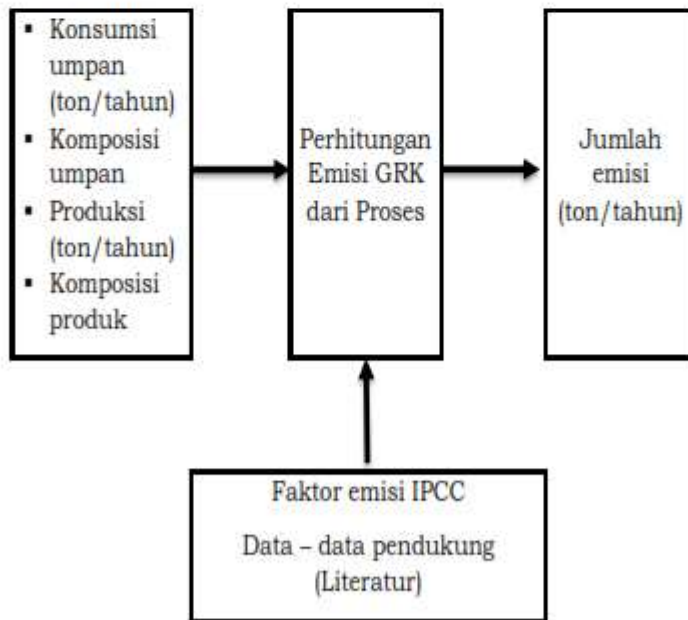 ▪ Konsumsi
umpan
(ton/tahun)
▪ Komposisi
umpan
▪ Produksi
(ton/tahun)
▪ Komposisi
produk
Perhitungan
Emisi GRK
dari Proses
Jumlah
emisi
(ton/tahun)
Faktor emisi IPCC
Data – data pendukung
(Literatur)